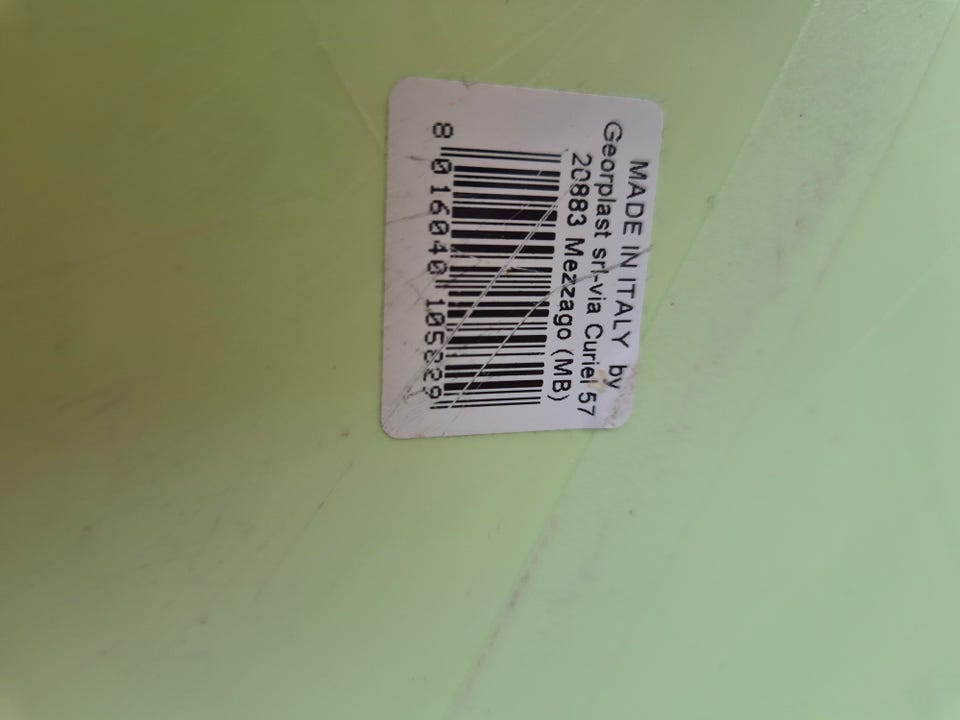 MADE IN ITALY by
Georplast srl-via Curiel 57
20883 Mezzago (MB)
8 016040 105829